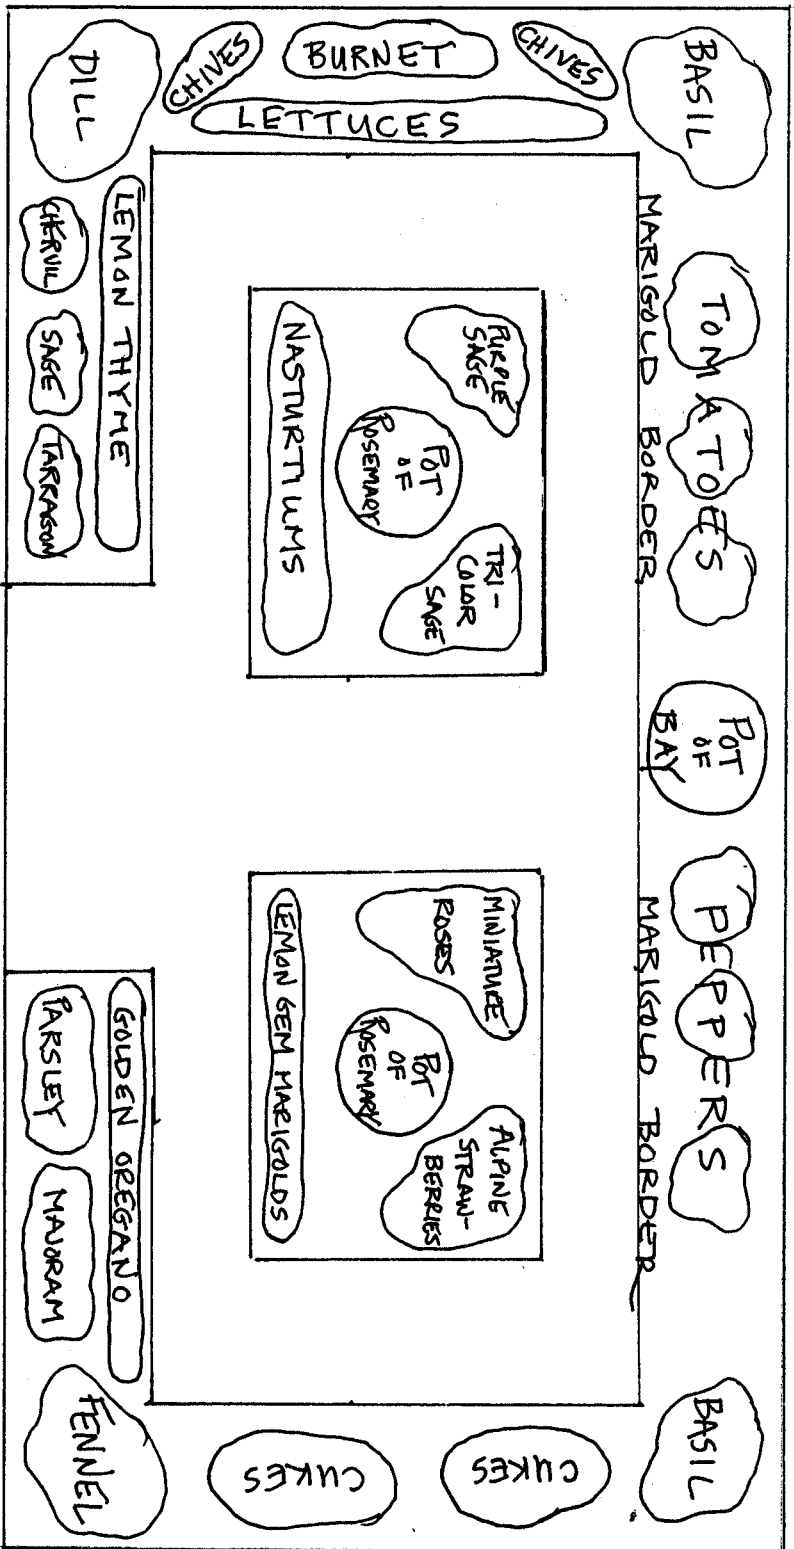 BASIL
TOMATOES
POT
OF
BAY
PEPPERS
BASIL
MARIGOLD BORDER
MARIGOLD BORDER
CHIVES
BURNET
LETTUCES
CHIVES
PURPLE
SAGE
POT
OF
ROSEMARY
TRI-
COLOR
SAGE
NASTURTIUMS
MINIATURE
ROSES
POT
OF
ROSEMARY
ALPINE
STRAW-
BERRIES
LEMON GEM MARIGOLDS
CUKES
CUKES
DILL
LEMON THYME
CHERVIL
SAGE
TARRAGON
GOLDEN OREGANO
PARSLEY
MAJORAM
FENNEL